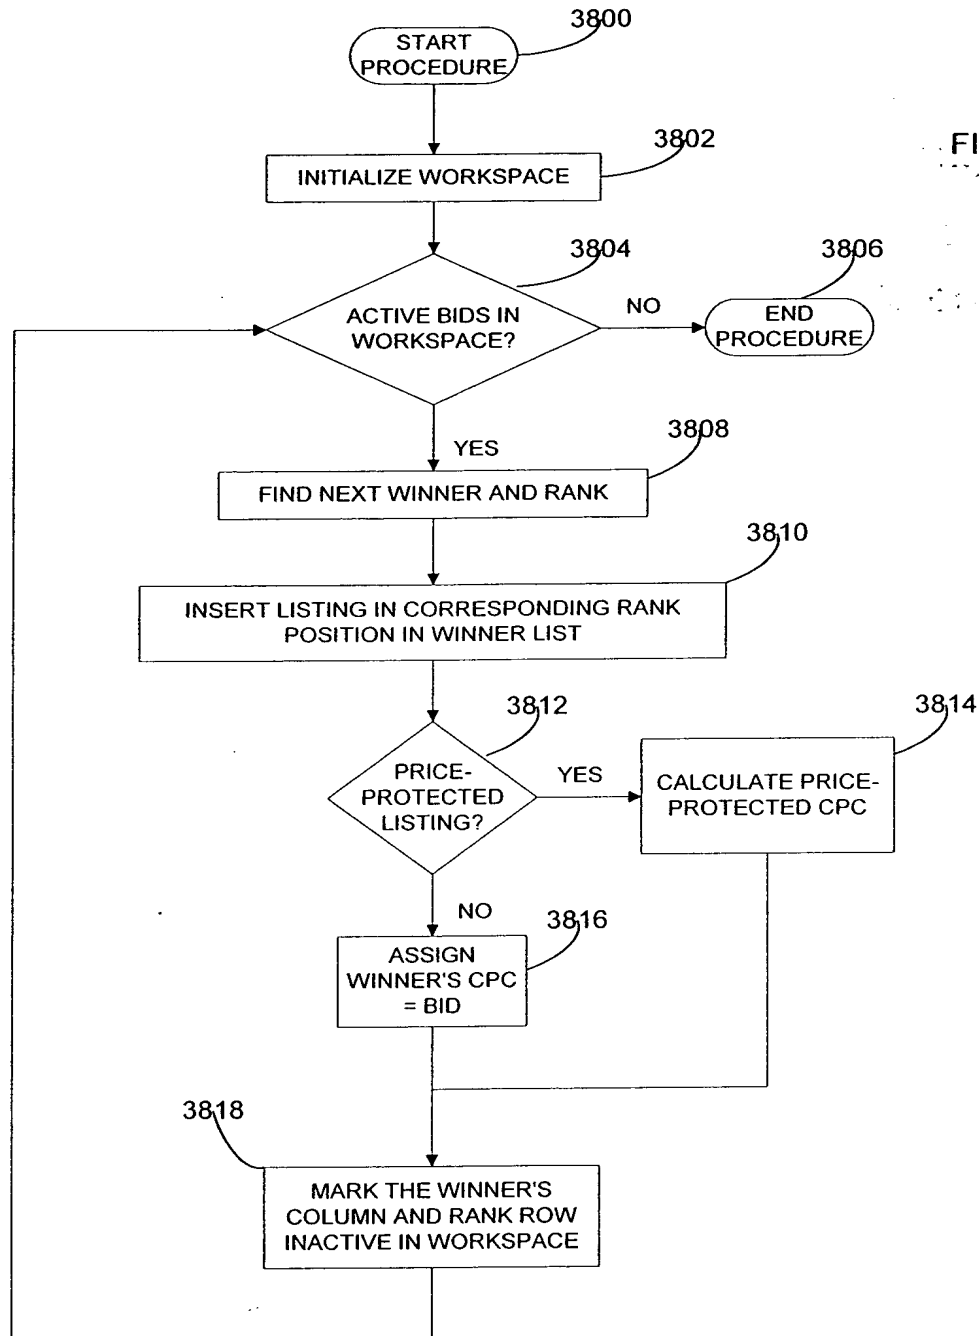 3800
START
PROCEDURE
3802
FI
INITIALIZE WORKSPACE
3804
3806
ACTIVE BIDS IN
WORKSPACE?
NO
END
PROCEDURE
YES
3808
FIND NEXT WINNER AND RANK
3810
INSERT LISTING IN CORRESPONDING RANK
POSITION IN WINNER LIST
3812
3814
PRICE-
PROTECTED
LISTING?
YES
CALCULATE PRICE-
PROTECTED CPC
NO
3816
ASSIGN
WINNER'S CPC
= BID
3818
MARK THE WINNER'S
COLUMN AND RANK ROW
INACTIVE IN WORKSPACE